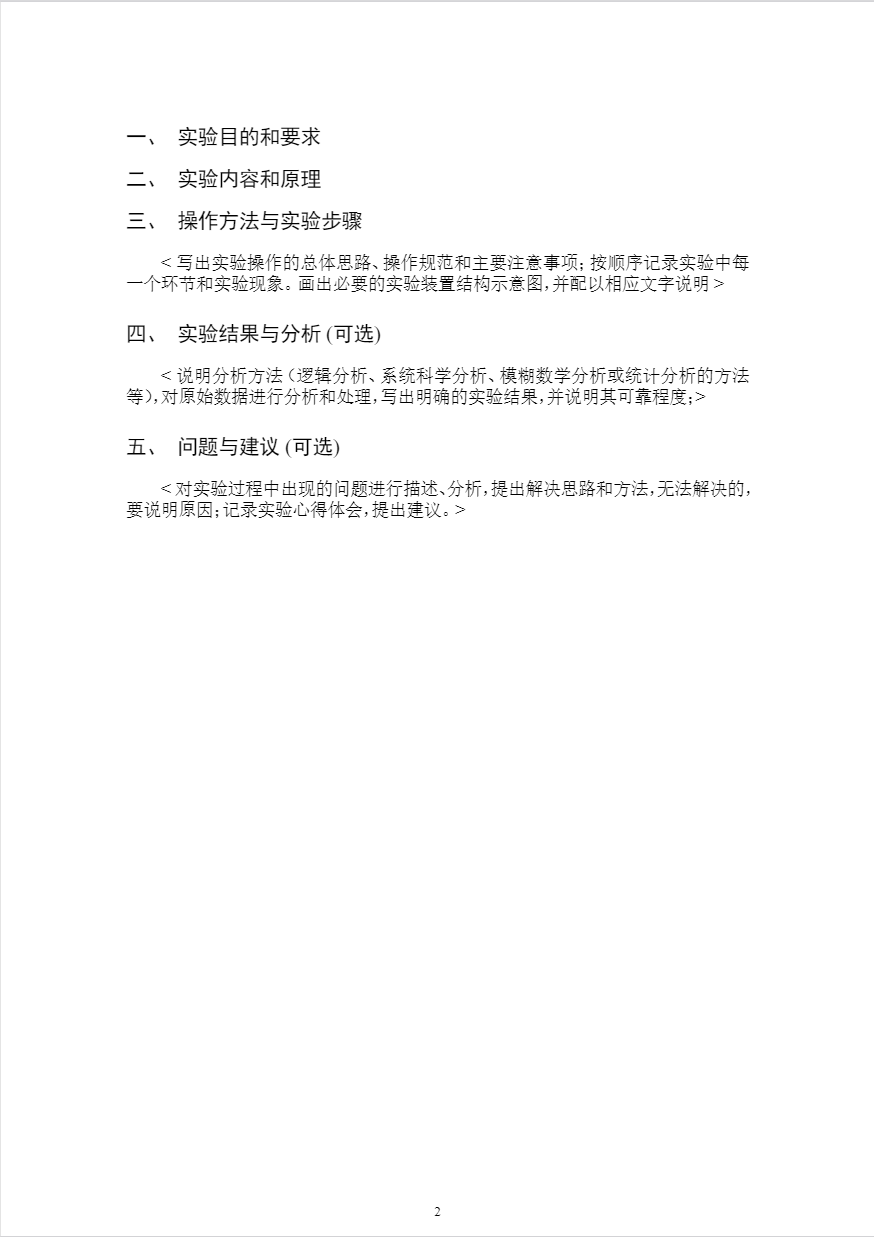 一、 实验目的和要求
二、 实验内容和原理
三、 操作方法与实验步骤
< 写出实验操作的总体思路、操作规范和主要注意事项；按顺序记录实验中每
一个环节和实验现象。画出必要的实验装置结构示意图，并配以相应文字说明 >
四、 实验结果与分析 (可选)
< 说明分析方法（逻辑分析、系统科学分析、模糊数学分析或统计分析的方法
等），对原始数据进行分析和处理，写出明确的实验结果，并说明其可靠程度；>
五、 问题与建议 (可选)
< 对实验过程中出现的问题进行描述、分析，提出解决思路和方法，无法解决的，
要说明原因；记录实验心得体会，提出建议。>
2